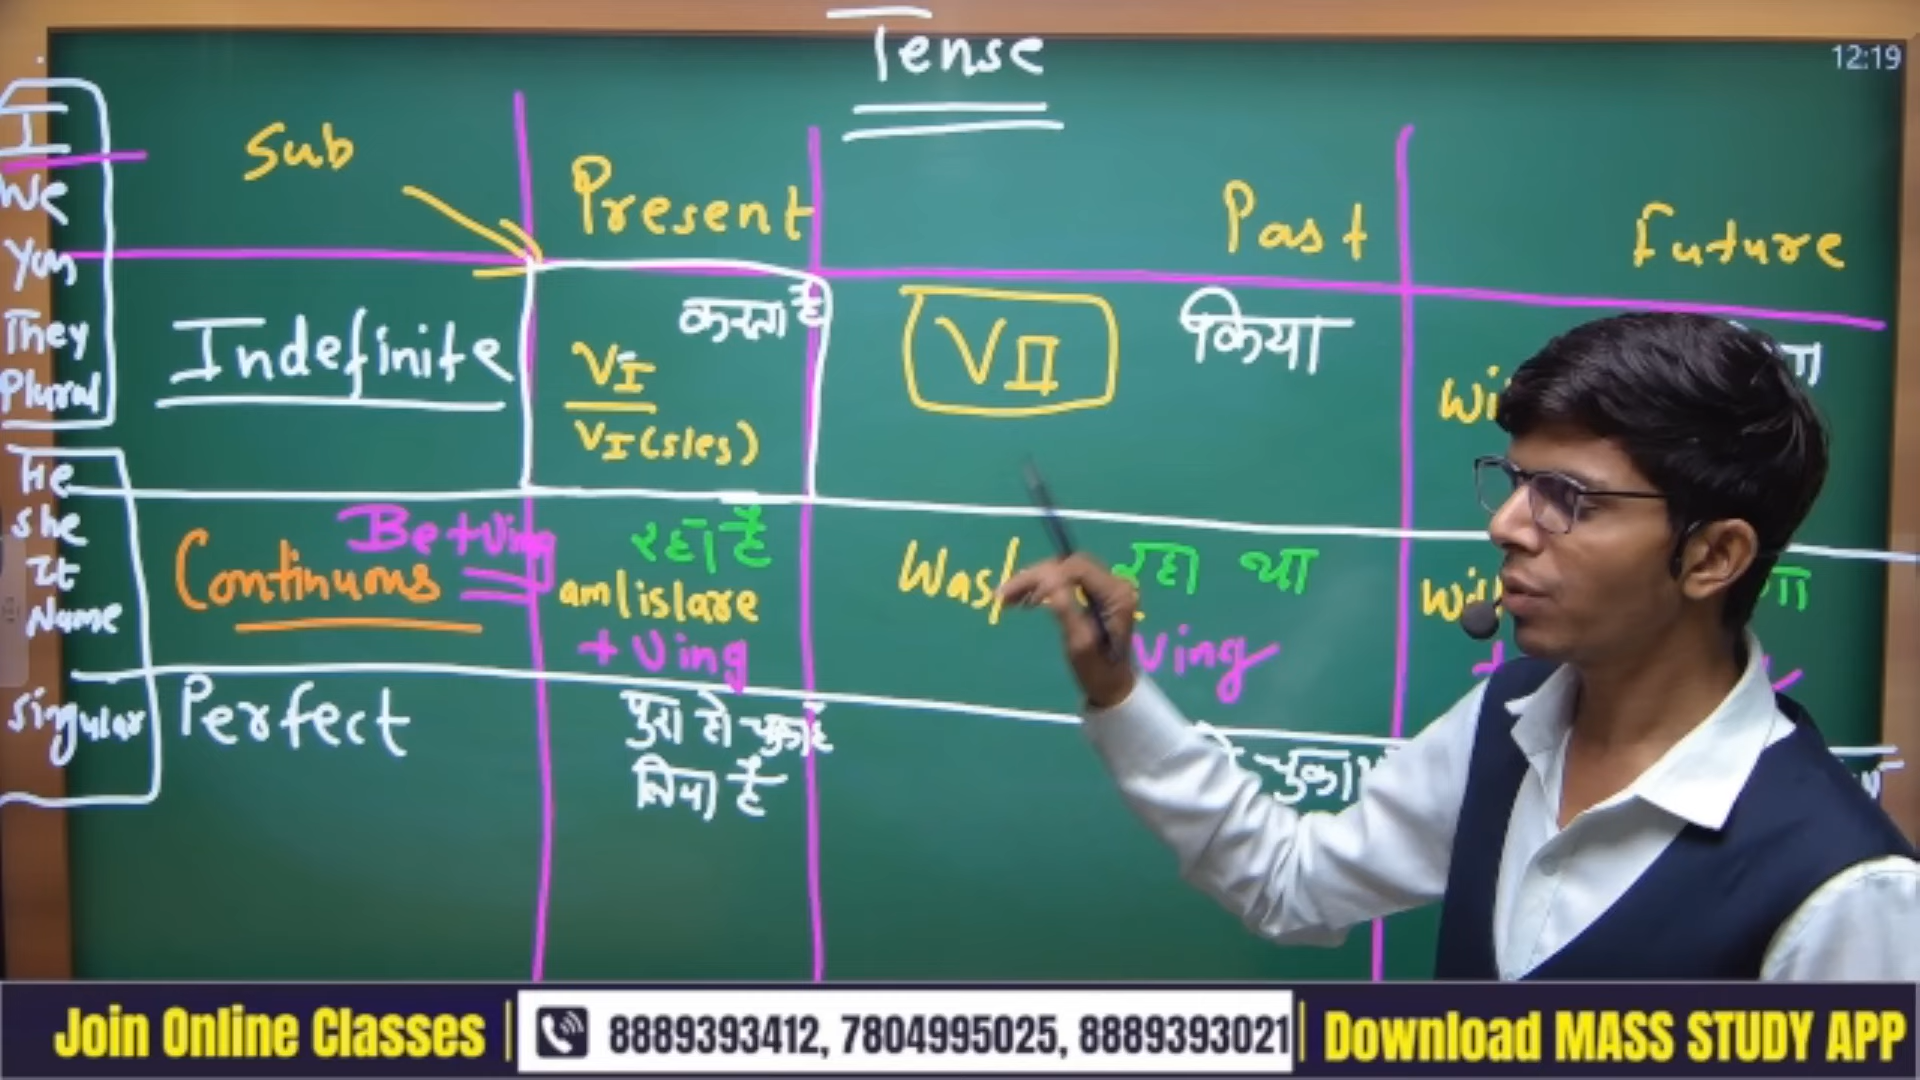 Tense
12:19
Sub
Present
Past
Future
I
We
You
They
Plural
He
She
It
Name
Singular
Indefinite
करता है
VI
VI (s/es)
VII
किया
Be + Ving
Continuous
रहा है
am/is/are
+ Ving
Was/
रहा था
Ving
Perfect
पुरा हो चुका है
लिया है
चुका
Join Online Classes | 8889393412, 7804995025, 8889393021 | Download MASS STUDY APP